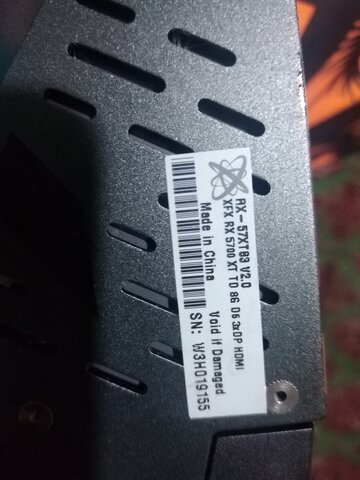 RX-57XT83 V2.0
XFX RX 5700 XT TD 8G D6 3xDP HDMI
Made in China Void if Damaged
SN: W3H019155